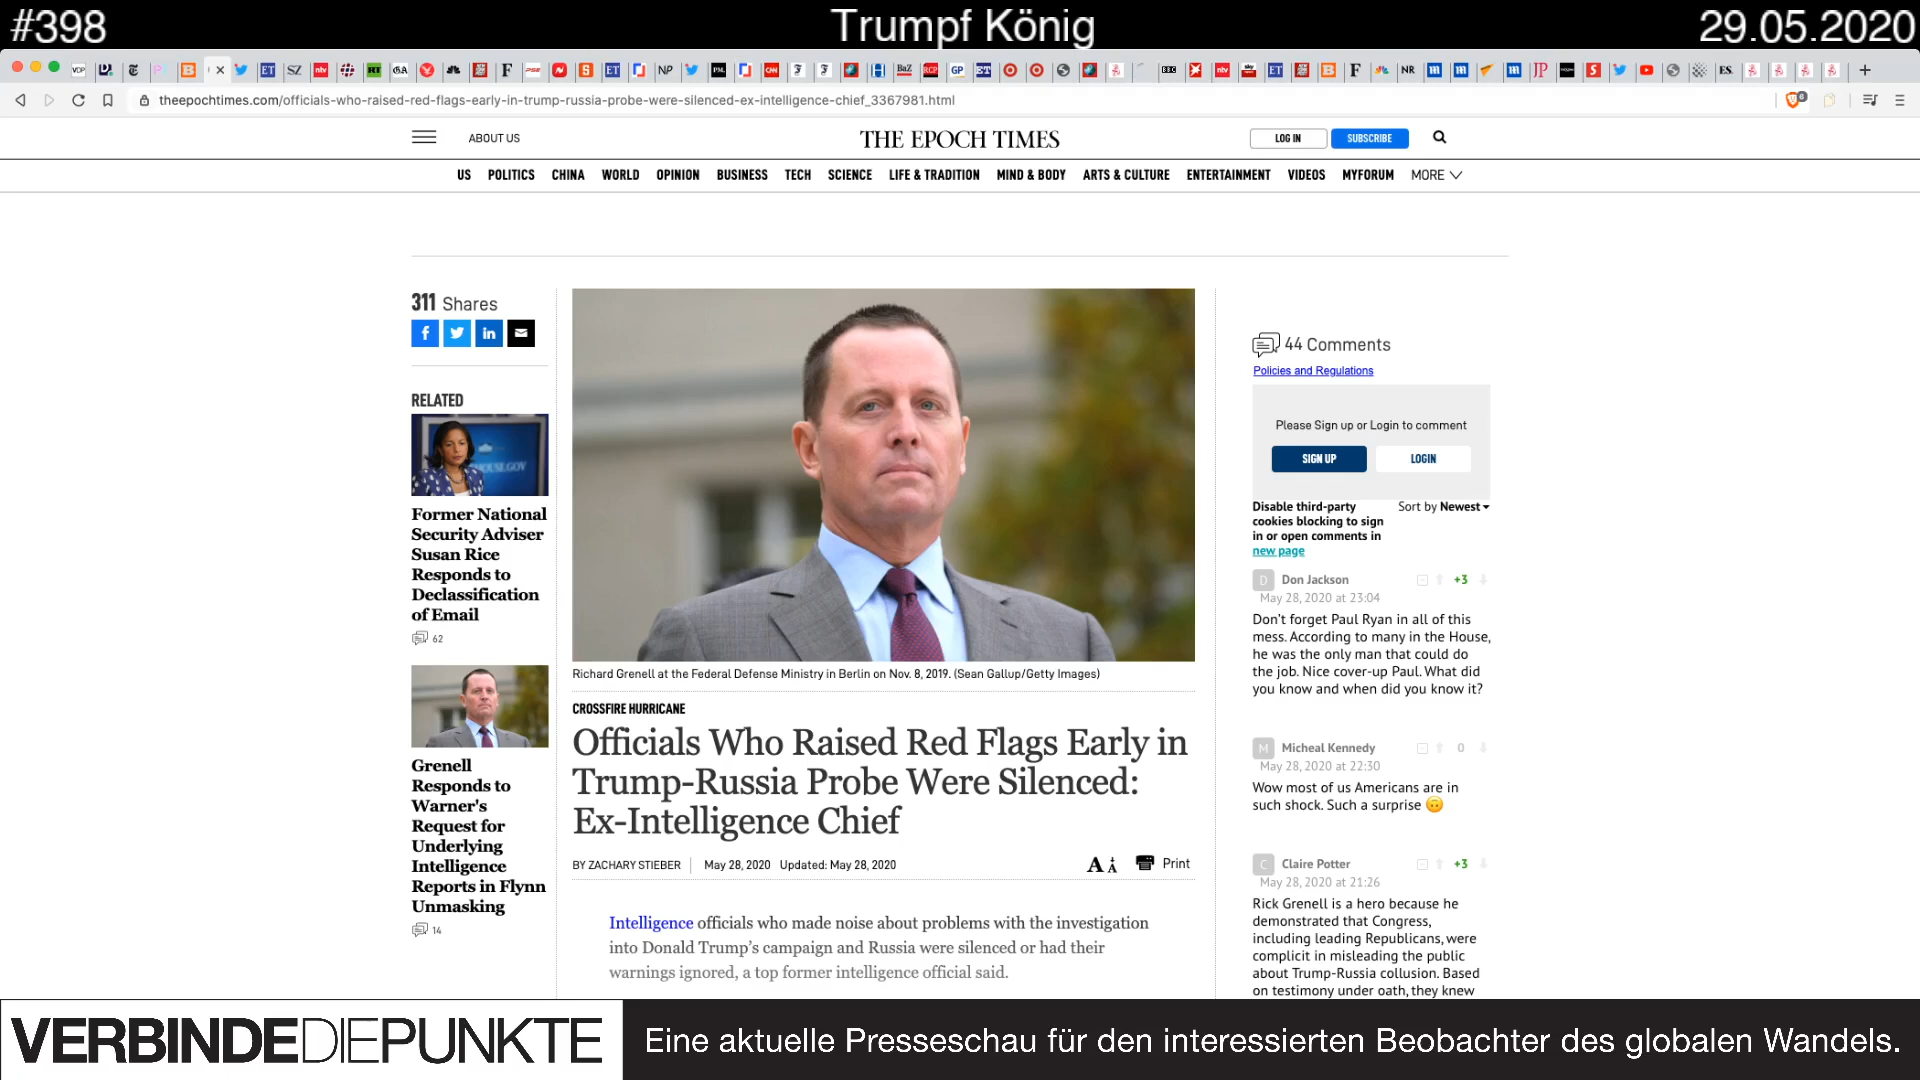 #398
Trumpf König
29.05.2020
theepochtimes.com/officials-who-raised-red-flags-early-in-trump-russia-probe-were-silenced-ex-intelligence-chief_3367981.html
ABOUT US
THE EPOCH TIMES
LOG IN
SUBSCRIBE
US POLITICS CHINA WORLD OPINION BUSINESS TECH SCIENCE LIFE & TRADITION MIND & BODY ARTS & CULTURE ENTERTAINMENT VIDEOS MYFORUM MORE
311 Shares
RELATED
Former National
Security Adviser
Susan Rice
Responds to
Declassification
of Email
62
Grenell
Responds to
Warner's
Request for
Underlying
Intelligence
Reports in Flynn
Unmasking
14
Richard Grenell at the Federal Defense Ministry in Berlin on Nov. 8, 2019. (Sean Gallup/Getty Images)
CROSSFIRE HURRICANE
Officials Who Raised Red Flags Early in
Trump-Russia Probe Were Silenced:
Ex-Intelligence Chief
BY ZACHARY STIEBER May 28, 2020 Updated: May 28, 2020
Print
Intelligence officials who made noise about problems with the investigation
into Donald Trump's campaign and Russia were silenced or had their
warnings ignored, a top former intelligence official said.
44 Comments
Policies and Regulations
Please Sign up or Login to comment
SIGN UP
LOGIN
Disable third-party
cookies blocking to sign
in or open comments in
new page
Sort by Newest
D Don Jackson +3
May 28, 2020 at 23:04
Don't forget Paul Ryan in all of this
mess. According to many in the House,
he was the only man that could do
the job. Nice cover-up Paul. What did
you know and when did you know it?
M Micheal Kennedy 0
May 28, 2020 at 22:30
Wow most of us Americans are in
such shock. Such a surprise 🙃
C Claire Potter +3
May 28, 2020 at 21:26
Rick Grenell is a hero because he
demonstrated that Congress,
including leading Republicans, were
complicit in misleading the public
about Trump-Russia collusion. Based
on testimony under oath, they knew
VERBINDEDIEPUNKTE
Eine aktuelle Presseschau für den interessierten Beobachter des globalen Wandels.